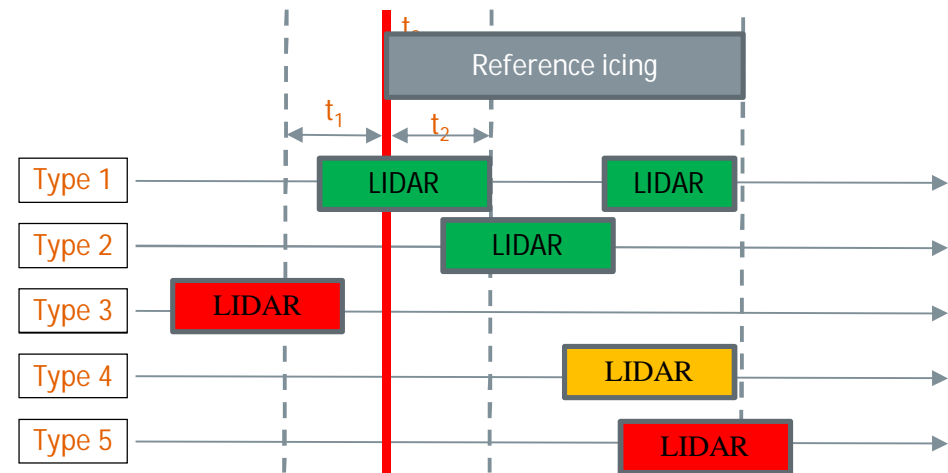 Reference icing
t₁
t₂
Type 1
LIDAR
LIDAR
Type 2
LIDAR
Type 3
LIDAR
Type 4
LIDAR
Type 5
LIDAR